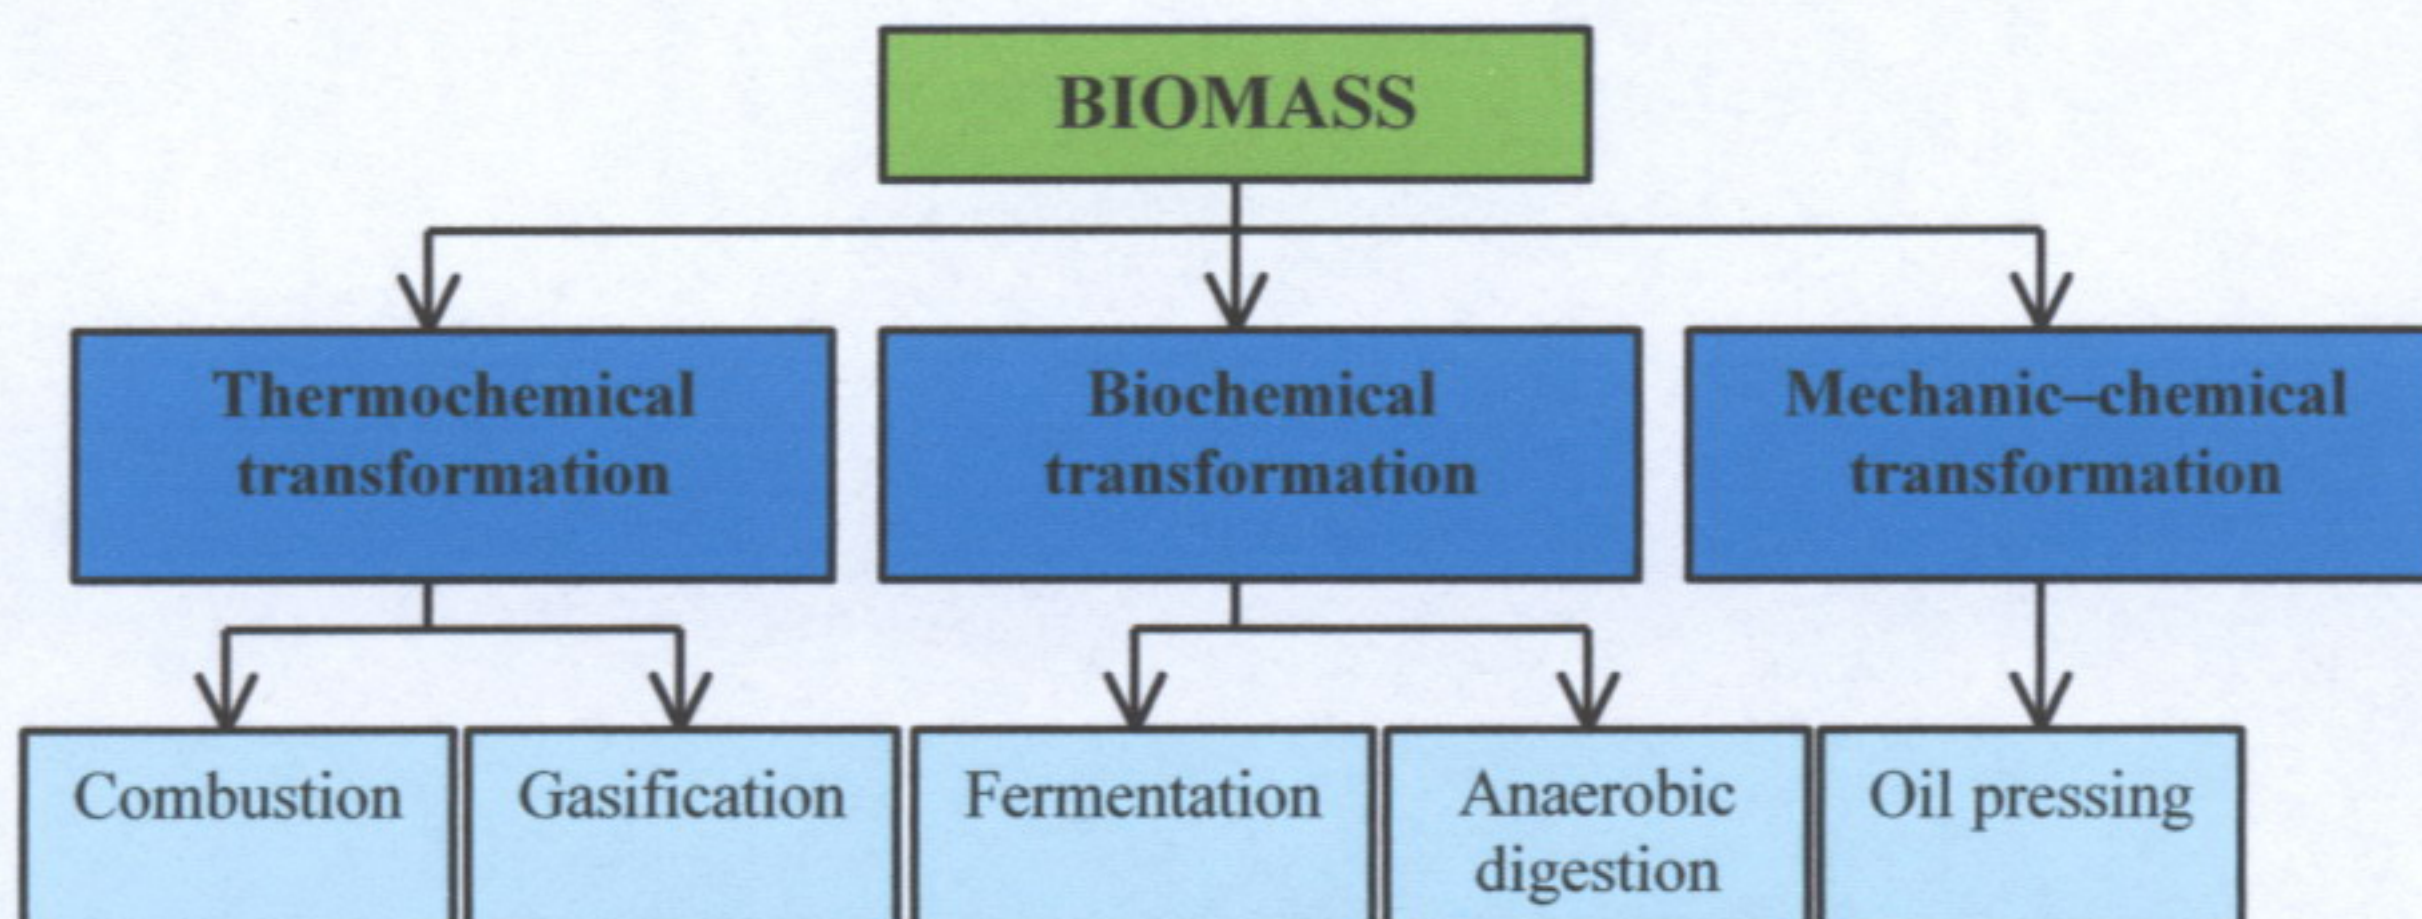 BIOMASS
Thermochemical
transformation
Biochemical
transformation
Mechanic–chemical
transformation
Combustion
Gasification
Fermentation
Anaerobic
digestion
Oil pressing